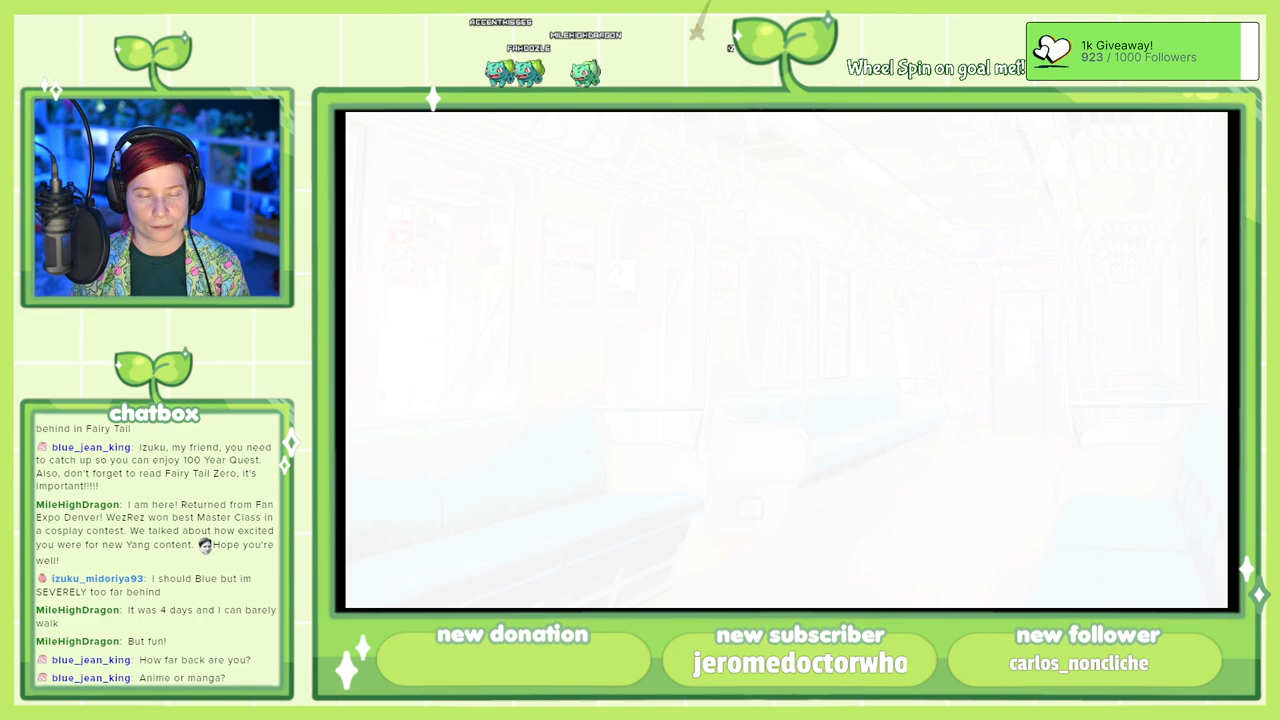 ACCENTKISSES
MILEHIGHDRAGON
FAHOOZLE
Wheel Spin on goal met!
1k Giveaway!
923 / 1000 Followers
chatbox
behind in Fairy Tail
blue_jean_king: Izuku, my friend, you need
to catch up so you can enjoy 100 Year Quest.
Also, don't forget to read Fairy Tail Zero, it's
important!!!!!
MileHighDragon: I am here! Returned from Fan
Expo Denver! WezRez won best Master Class in
a cosplay contest. We talked about how excited
you were for new Yang content. Hope you're
well!
izuku_midoriya93: I should Blue but im
SEVERELY too far behind
MileHighDragon: It was 4 days and I can barely
walk
MileHighDragon: But fun!
blue_jean_king: How far back are you?
blue_jean_king: Anime or manga?
2
new donation
new subscriber
jeromedoctorwho
new follower
carlos_noncliche